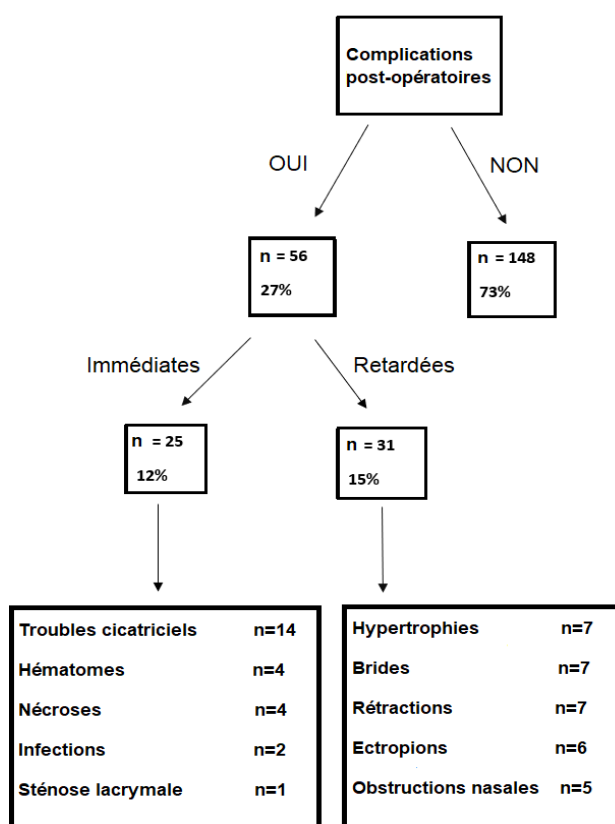 Complications
post-opératoires
OUI
NON
n = 56
27%
n = 148
73%
Immédiates
Retardées
n = 25
12%
n = 31
15%
Troubles cicatriciels n=14
Hématomes n=4
Nécroses n=4
Infections n=2
Sténose lacrymale n=1
Hypertrophies n=7
Brides n=7
Rétractions n=7
Ectropions n=6
Obstructions nasales n=5